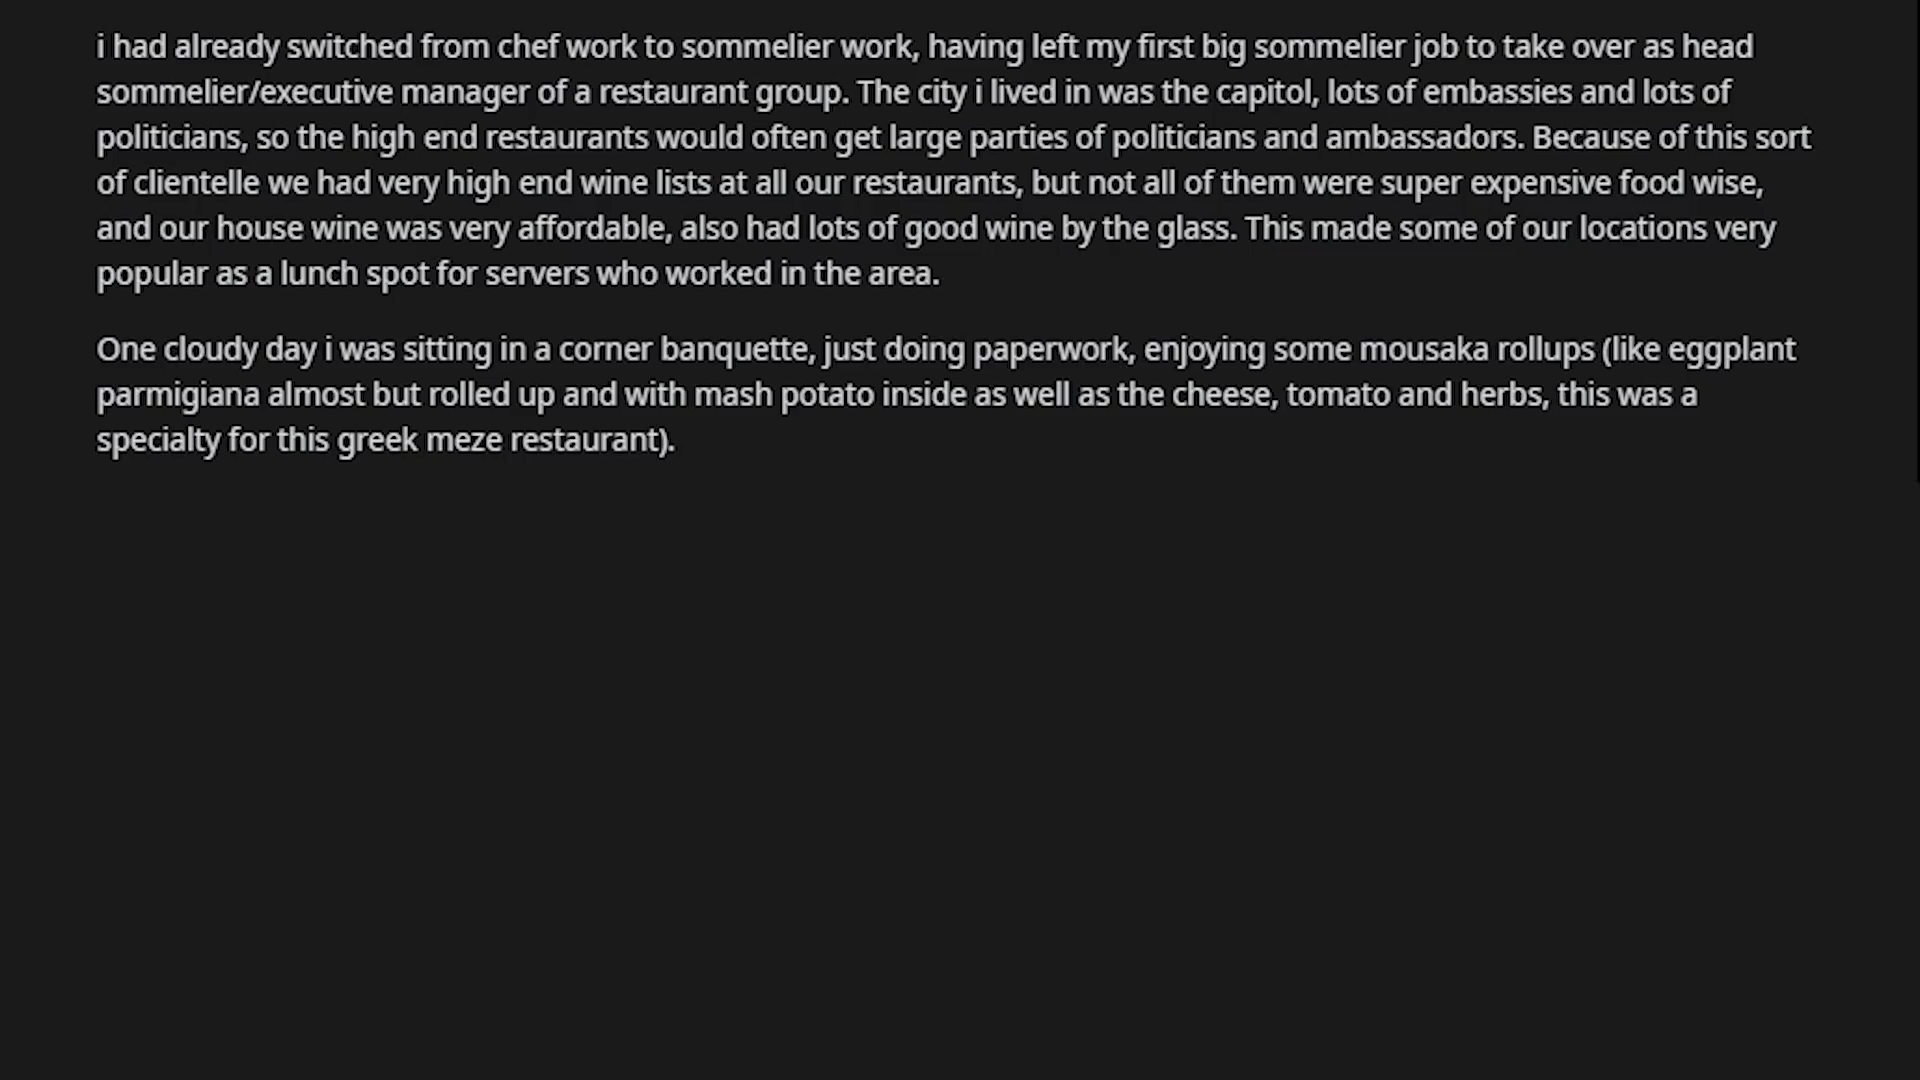 i had already switched from chef work to sommelier work, having left my first big sommelier job to take over as head
sommelier/executive manager of a restaurant group. The city i lived in was the capitol, lots of embassies and lots of
politicians, so the high end restaurants would often get large parties of politicians and ambassadors. Because of this sort
of clientelle we had very high end wine lists at all our restaurants, but not all of them were super expensive food wise,
and our house wine was very affordable, also had lots of good wine by the glass. This made some of our locations very
popular as a lunch spot for servers who worked in the area.
One cloudy day i was sitting in a corner banquette, just doing paperwork, enjoying some mousaka rollups (like eggplant
parmigiana almost but rolled up and with mash potato inside as well as the cheese, tomato and herbs, this was a
specialty for this greek meze restaurant).